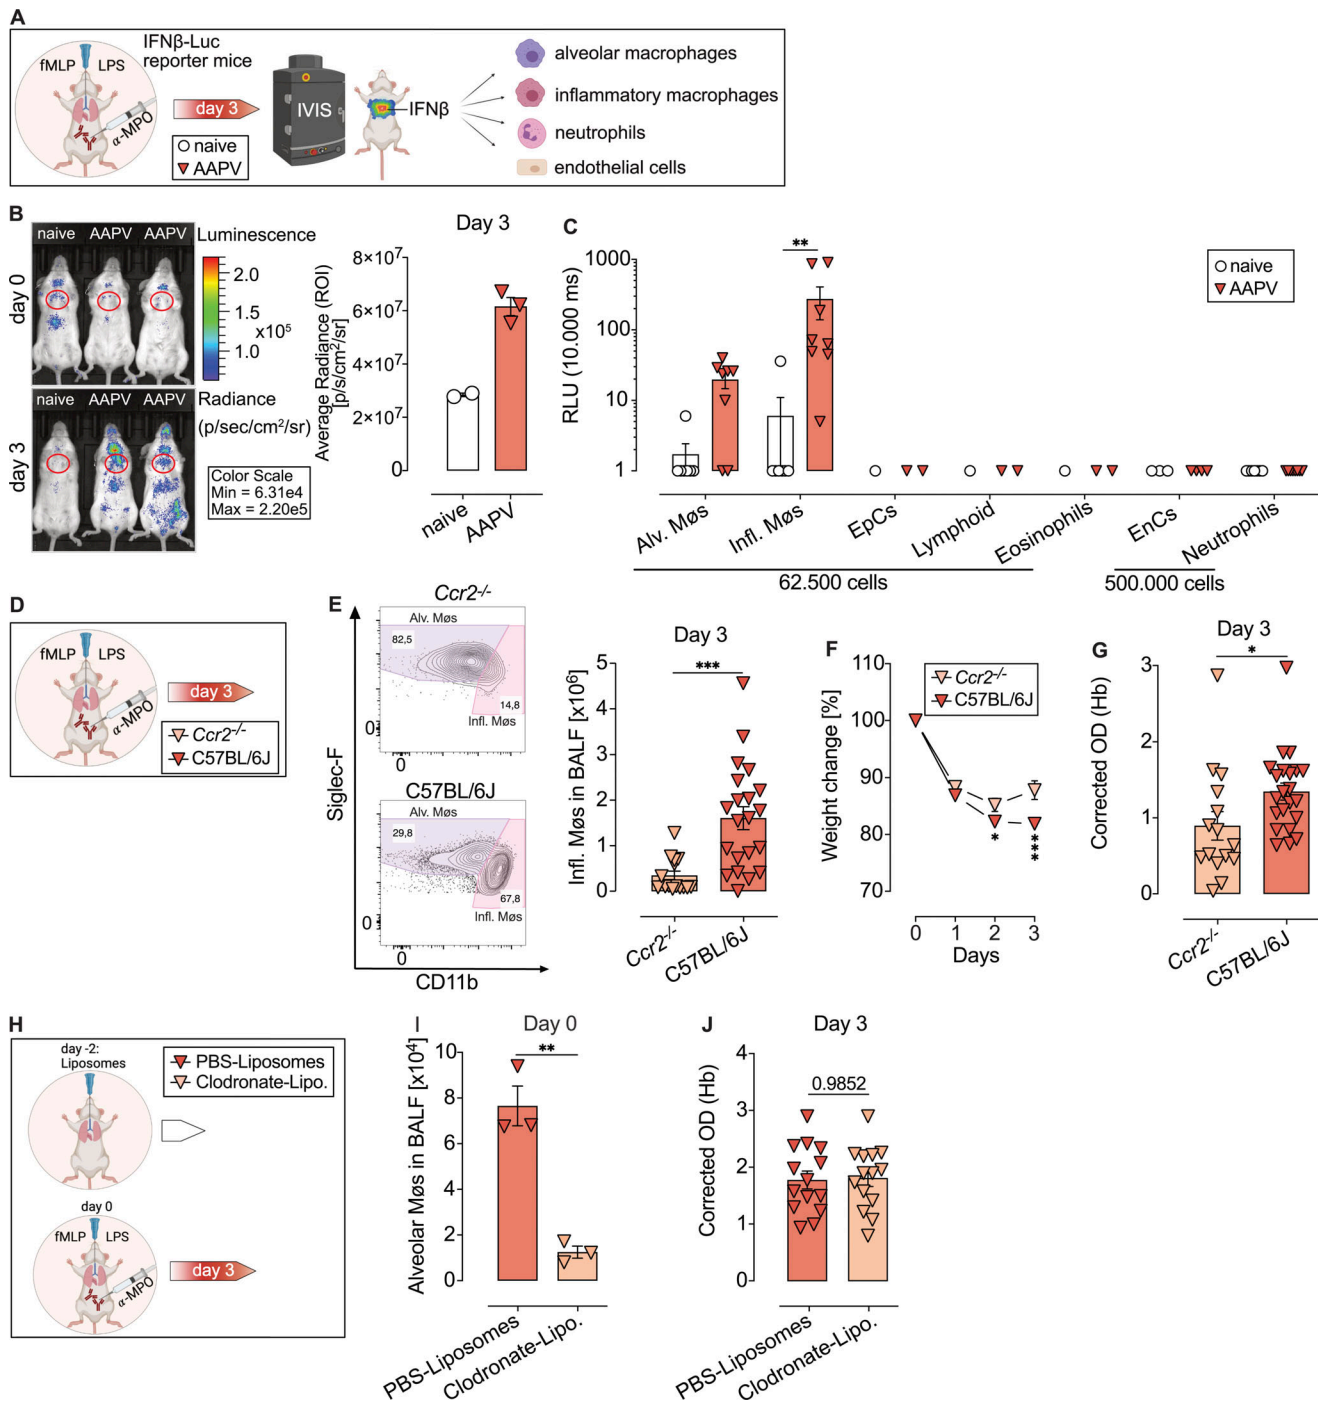 A
fMLP LPS
α-MPO
IFNβ-Luc
reporter mice
day 3
naive
AAPV
IVIS
IFNβ
alveolar macrophages
inflammatory macrophages
neutrophils
endothelial cells
B
day 0
naive AAPV AAPV
day 3
naive AAPV AAPV
Luminescence
2.0
1.5
x10⁵
1.0
Radiance
(p/sec/cm²/sr)
Color Scale
Min = 6.31e4
Max = 2.20e5
Day 3
Average Radiance (ROI)
[p/s/cm²/sr]
8×10⁷
6×10⁷
4×10⁷
2×10⁷
0
naive
AAPV
C
RLU (10.000 ms)
1000
100
10
1
**
naive
AAPV
Alv. Møs
Infl. Møs
EpCs
Lymphoid
Eosinophils
EnCs
Neutrophils
62.500 cells
500.000 cells
D
fMLP LPS
α-MPO
day 3
Ccr2-/-
C57BL/6J
E
Siglec-F
Ccr2-/-
Alv. Møs
82,5
14,8
Infl. Møs
0
0
C57BL/6J
Alv. Møs
29,8
67,8
Infl. Møs
0
0
CD11b
Day 3
***
Infl. Møs in BALF [x10⁶]
5
4
3
2
1
0
Ccr2-/-
C57BL/6J
F
Weight change [%]
110
100
90
80
70
Ccr2-/-
C57BL/6J
*
***
0 1 2 3
Days
G
Day 3
*
Corrected OD (Hb)
3
2
1
0
Ccr2-/-
C57BL/6J
H
day -2:
Liposomes
PBS-Liposomes
Clodronate-Lipo.
day 0
fMLP LPS
α-MPO
day 3
I
Day 0
**
Alveolar Møs in BALF [x10⁴]
10
8
6
4
2
0
PBS-Liposomes
Clodronate-Lipo.
J
Day 3
0.9852
Corrected OD (Hb)
4
3
2
1
0
PBS-Liposomes
Clodronate-Lipo.